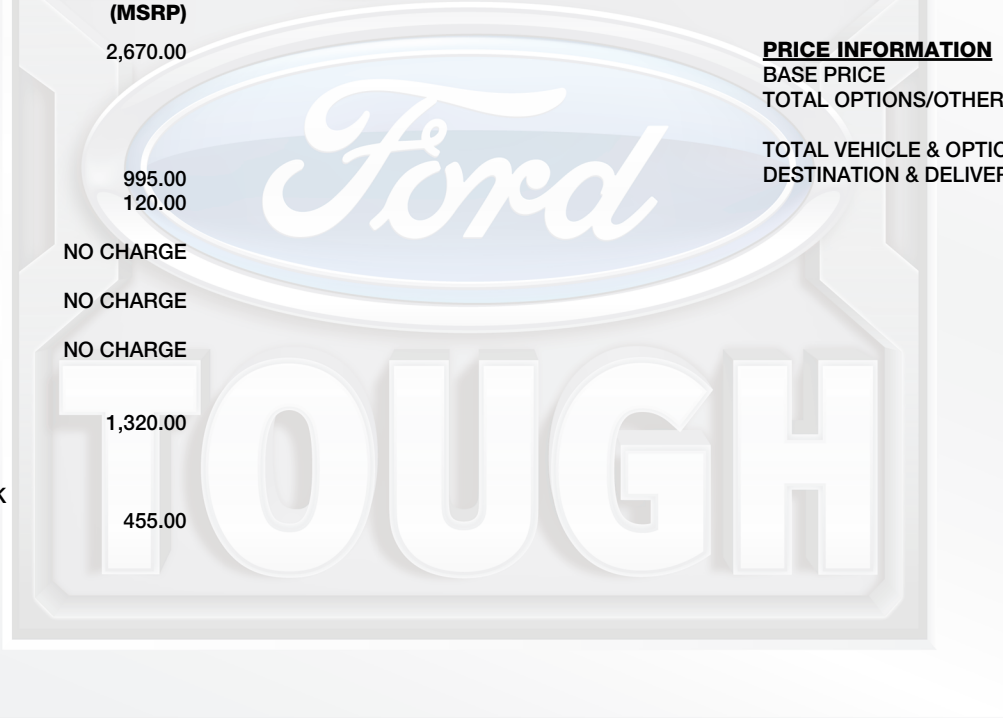 (MSRP)
2,670.00
995.00
120.00
NO CHARGE
NO CHARGE
NO CHARGE
1,320.00
K
455.00
PRICE INFORMATION
BASE PRICE
TOTAL OPTIONS/OTHER
TOTAL VEHICLE & OPTIO
DESTINATION & DELIVER
Ford
TOUGH